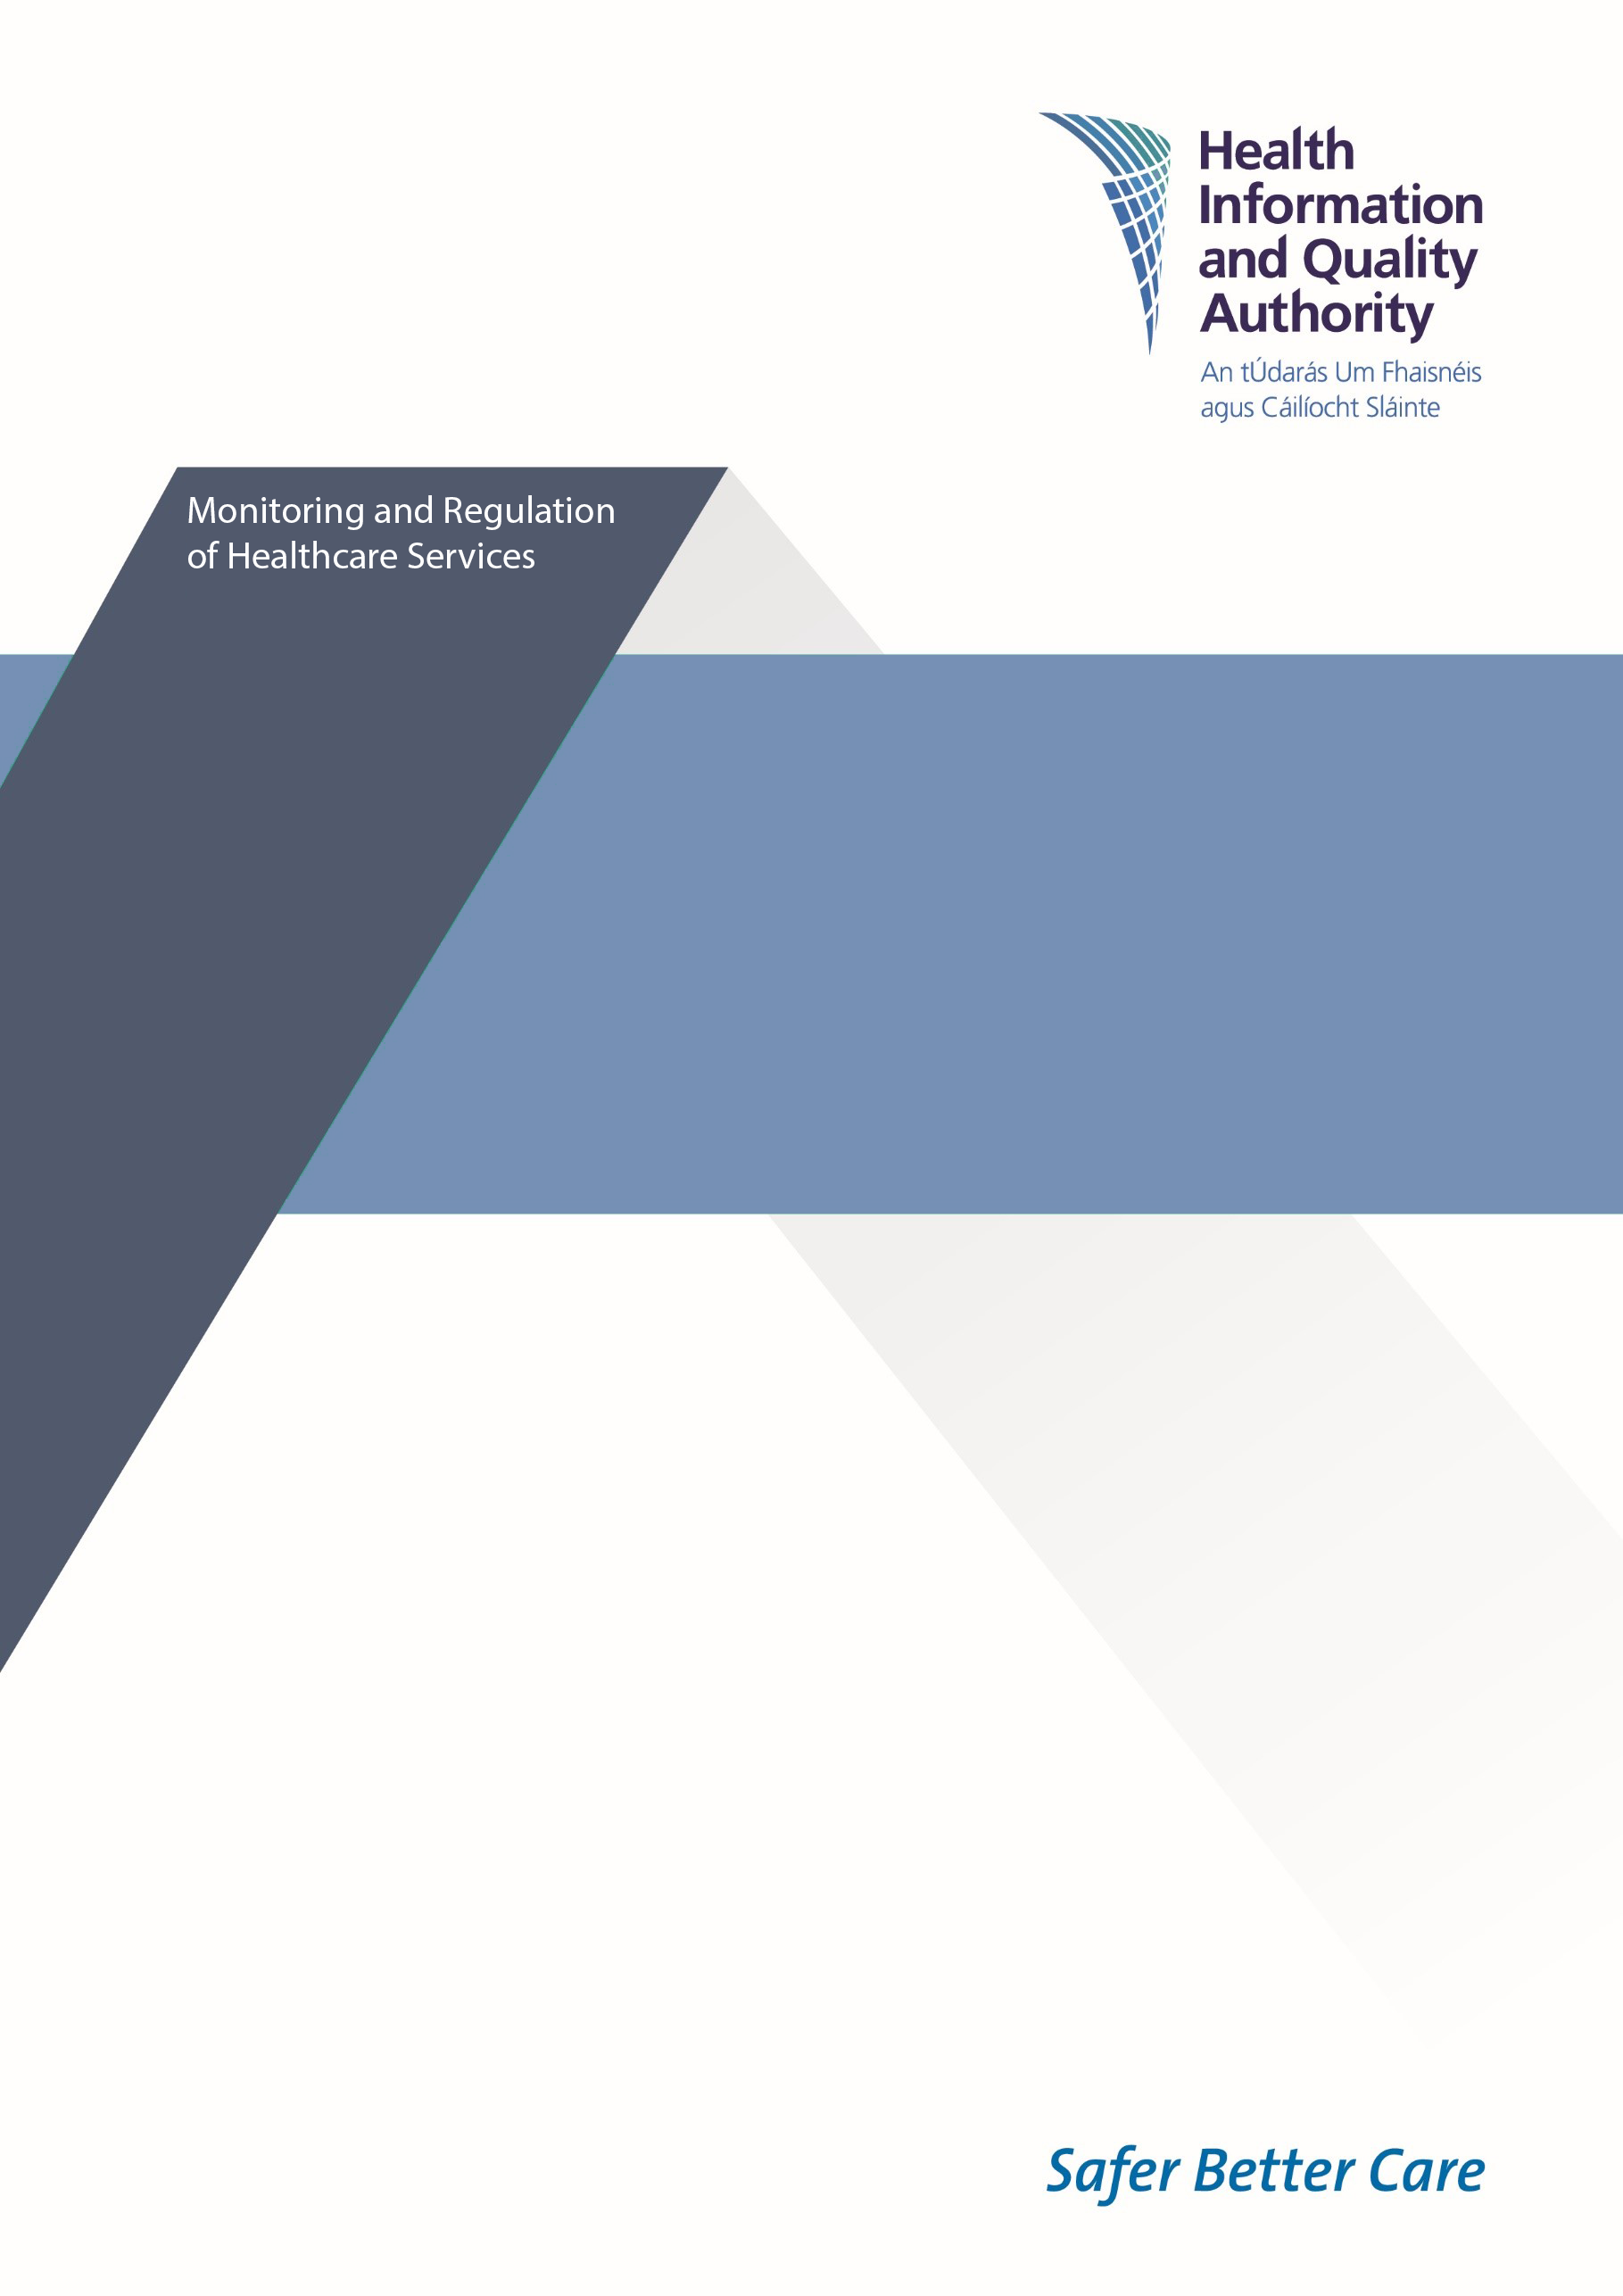 Health
Information
and Quality
Authority
An tÚdarás Um Fhaisnéis
agus Cáilíocht Sláinte
Monitoring and Regulation
of Healthcare Services
Safer Better Care